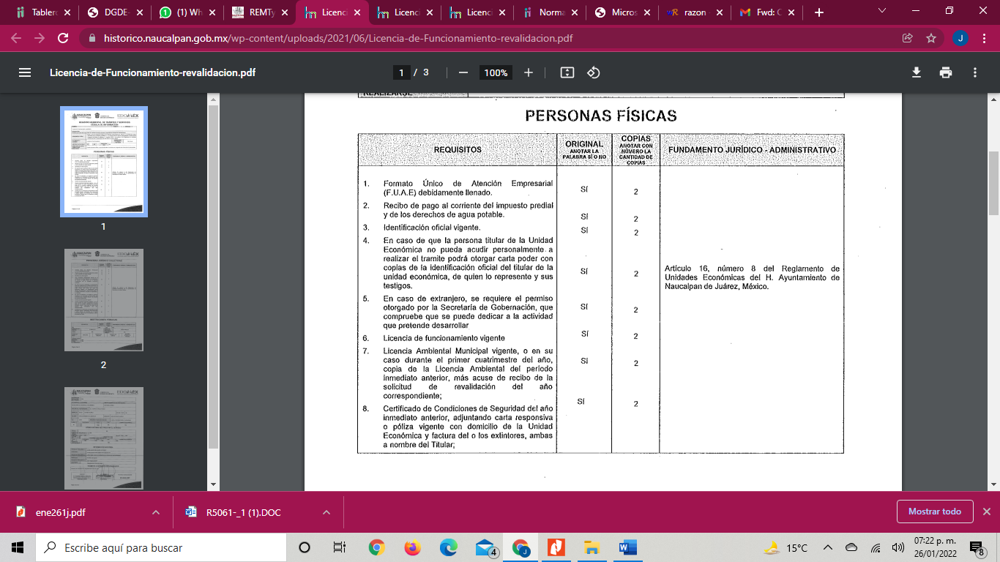 Tablero
DGDE-
(1) Wh
REMTy
Licenci
Licenci
Licenci
Norma
Micros
razon
Fwd: C
historico.naucalpan.gob.mx/wp-content/uploads/2021/06/Licencia-de-Funcionamiento-revalidacion.pdf
J
Licencia-de-Funcionamiento-revalidacion.pdf
1 / 3
100%
1
2
REALIZARSE
PERSONAS FÍSICAS
REQUISITOS
ORIGINAL
ANOTAR LA
PALABRA SÍ O NO
COPIAS
ANOTAR CON
NÚMERO LA
CANTIDAD DE
COPIAS
FUNDAMENTO JURÍDICO - ADMINISTRATIVO
1. Formato Único de Atención Empresarial
(F.U.A.E) debidamente llenado.
SÍ 2
2. Recibo de pago al corriente del impuesto predial
y de los derechos de agua potable.
SÍ 2
3. Identificación oficial vigente.
SÍ 2
4. En caso de que la persona titular de la Unidad
Económica no pueda acudir personalmente a
realizar el tramite podrá otorgar carta poder con
copias de la identificación oficial del titular de la
unidad económica, de quien lo represente y sus
testigos.
SÍ 2
5. En caso de extranjero, se requiere el permiso
otorgado por la Secretaría de Gobernación, que
compruebe que se puede dedicar a la actividad
que pretende desarrollar
SÍ 2
6. Licencia de funcionamiento vigente
SÍ 2
7. Licencia Ambiental Municipal vigente, o en su
caso durante el primer cuatrimestre del año,
copia de la Licencia Ambiental del período
inmediato anterior, más acuse de recibo de la
solicitud de revalidación del año
correspondiente;
SÍ 2
8. Certificado de Condiciones de Seguridad del año
inmediato anterior, adjuntando carta responsiva
o póliza vigente con domicilio de la Unidad
Económica y factura del o los extintores, ambas
a nombre del Titular;
SÍ 2
Artículo 16, número 8 del Reglamento de
Unidades Económicas del H. Ayuntamiento de
Naucalpan de Juárez, México.
ene261j.pdf
R5061-_1 (1).DOC
Mostrar todo
Escribe aquí para buscar
4
J
15°C
07:22 p. m.
26/01/2022
8